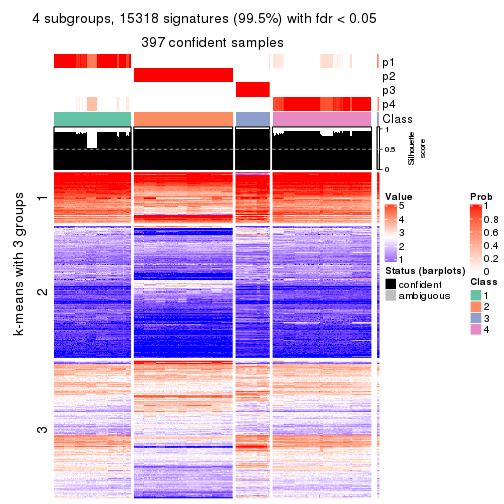 4 subgroups, 15318 signatures (99.5%) with fdr < 0.05
397 confident samples
p1
p2
p3
p4
Class
1
0.5
0
Silhouette
score
k-means with 3 groups
1
2
3
Value
5
4
3
2
1
Status (barplots)
confident
ambiguous
Prob
1
0.8
0.6
0.4
0.2
0
Class
1
2
3
4